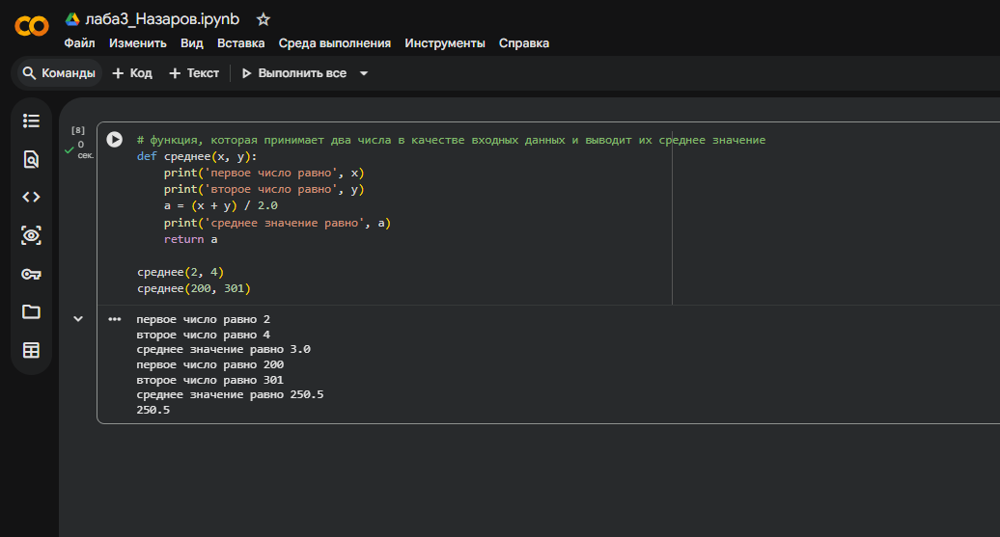 лаба3_Назаров.ipynb
Файл Изменить Вид Вставка Среда выполнения Инструменты Справка
Команды + Код + Текст Выполнить все
[8]
0
сек.
# функция, которая принимает два числа в качестве входных данных и выводит их среднее значение
def среднее(x, y):
    print('первое число равно', x)
    print('второе число равно', y)
    a = (x + y) / 2.0
    print('среднее значение равно', a)
    return a
среднее(2, 4)
среднее(200, 301)
первое число равно 2
второе число равно 4
среднее значение равно 3.0
первое число равно 200
второе число равно 301
среднее значение равно 250.5
250.5